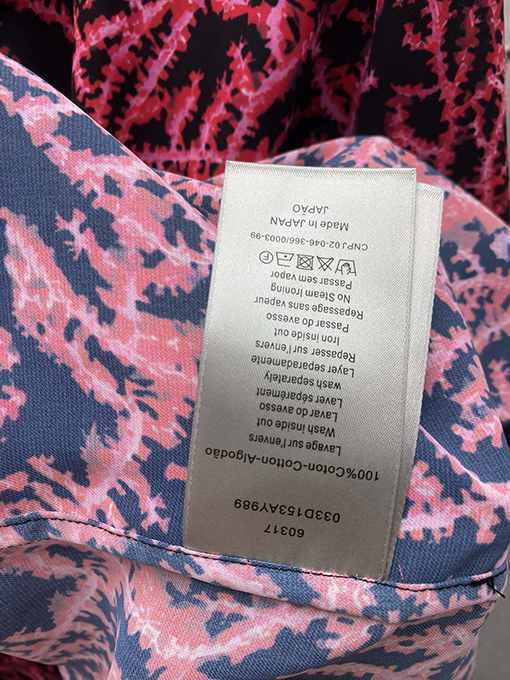 60317
033D153AY989
100%Coton-Cotton-Algodão
Lavage sur l'envers
Wash inside out
Lavar do avesso
Laver séparément
wash separately
Layer separadamente
Repasser sur l'envers
Iron inside out
Passar do avesso
Repassage sans vapeur
No Steam Ironing
Passar sem vapor
F
CNPJ 02-046-366/0003-99
Made In JAPAN
JAPÃO